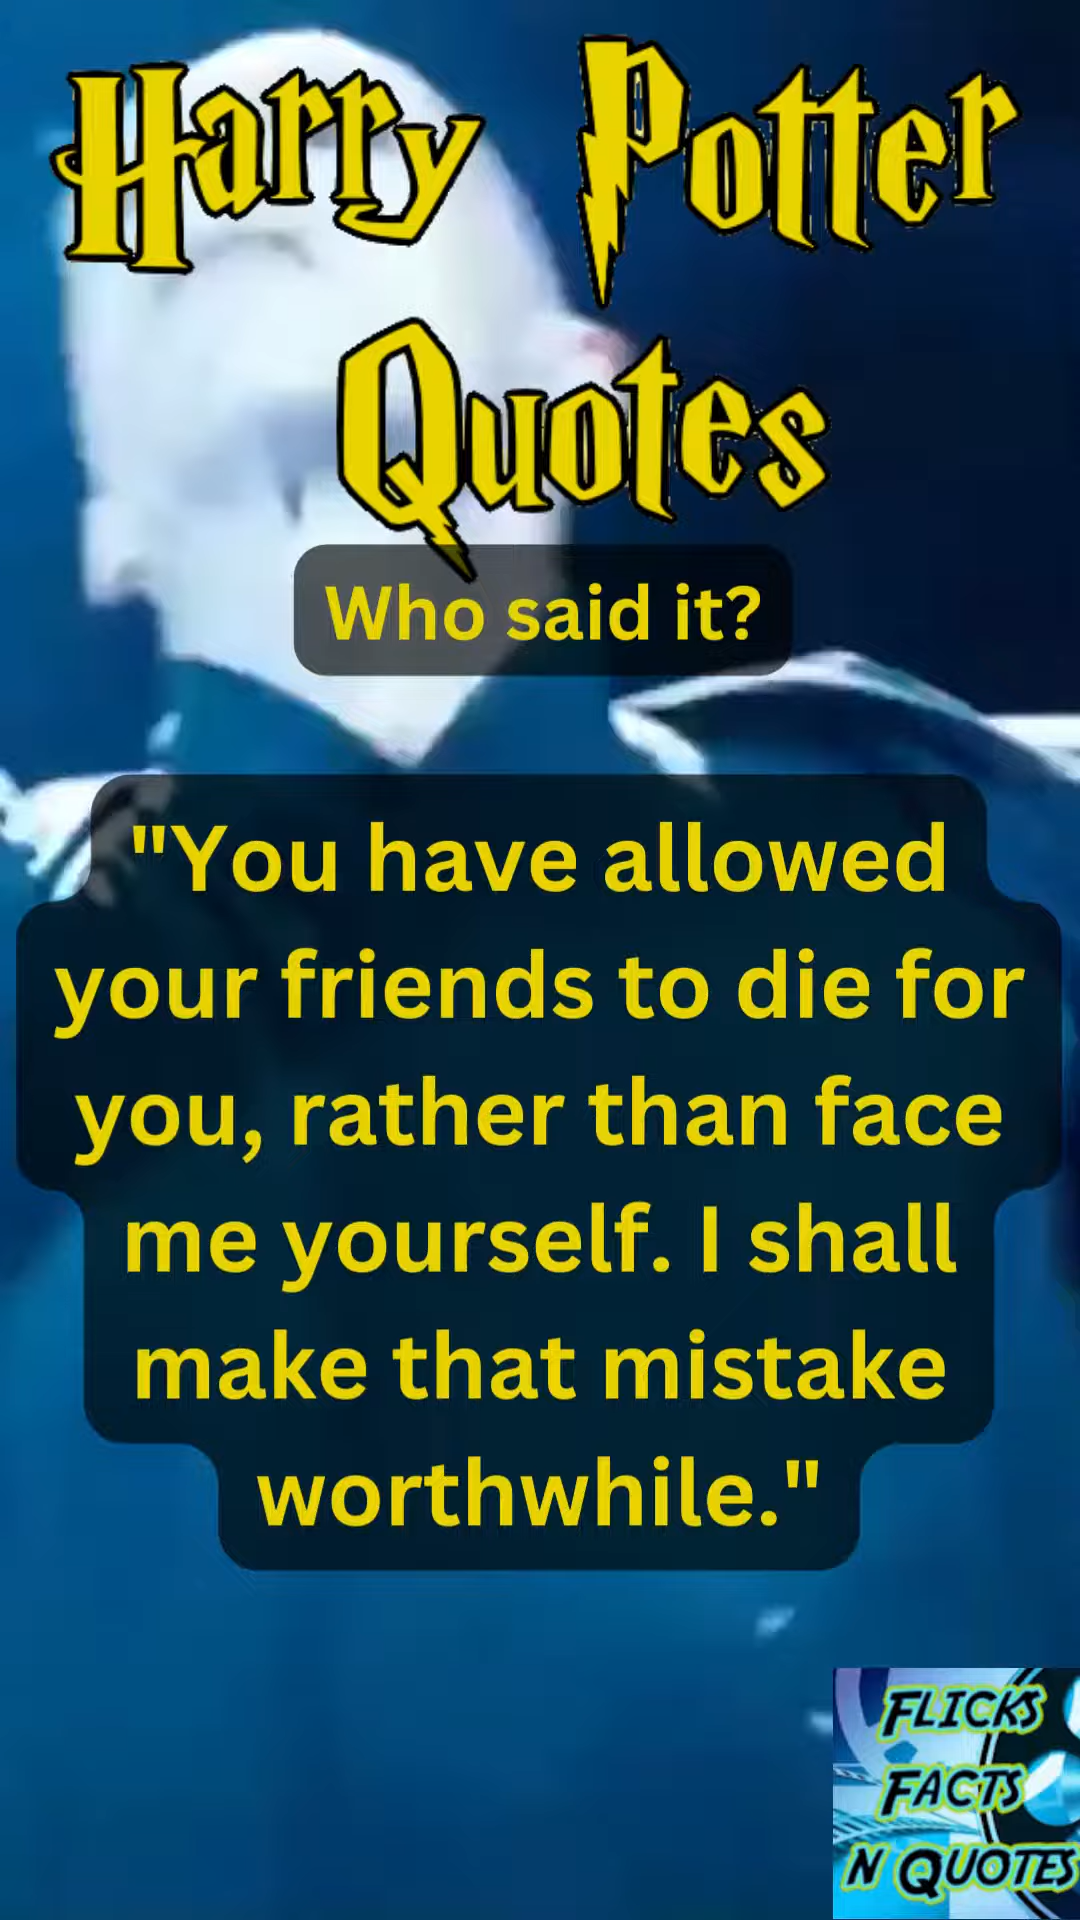 Harry Potter
Quotes
Who said it?
"You have allowed
your friends to die for
you, rather than face
me yourself. I shall
make that mistake
worthwhile."
FLICKS
FACTS
N QUOTES